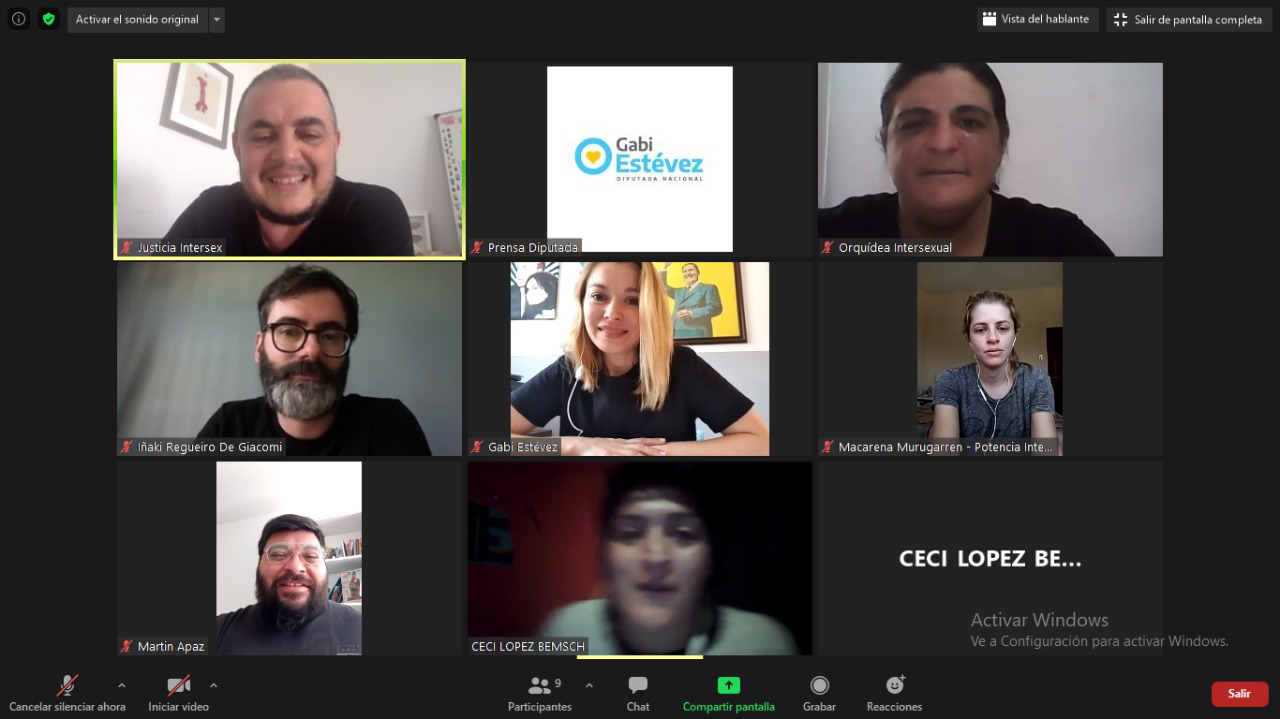 Activar el sonido original
Vista del hablante
Salir de pantalla completa
Justicia Intersex
Gabi
Estévez
DIPUTADA NACIONAL
Prensa Diputada
Orquídea Intersexual
Iñaki Regueiro De Giacomi
Gabi Estévez
Macarena Murugarren - Potencia Inte...
Martin Apaz
CECI LOPEZ BEMSCH
CECI LOPEZ BE...
Activar Windows
Ve a Configuración para activar Windows.
Cancelar silenciar ahora
Iniciar video
9
Participantes
Chat
Compartir pantalla
Grabar
Reacciones
Salir